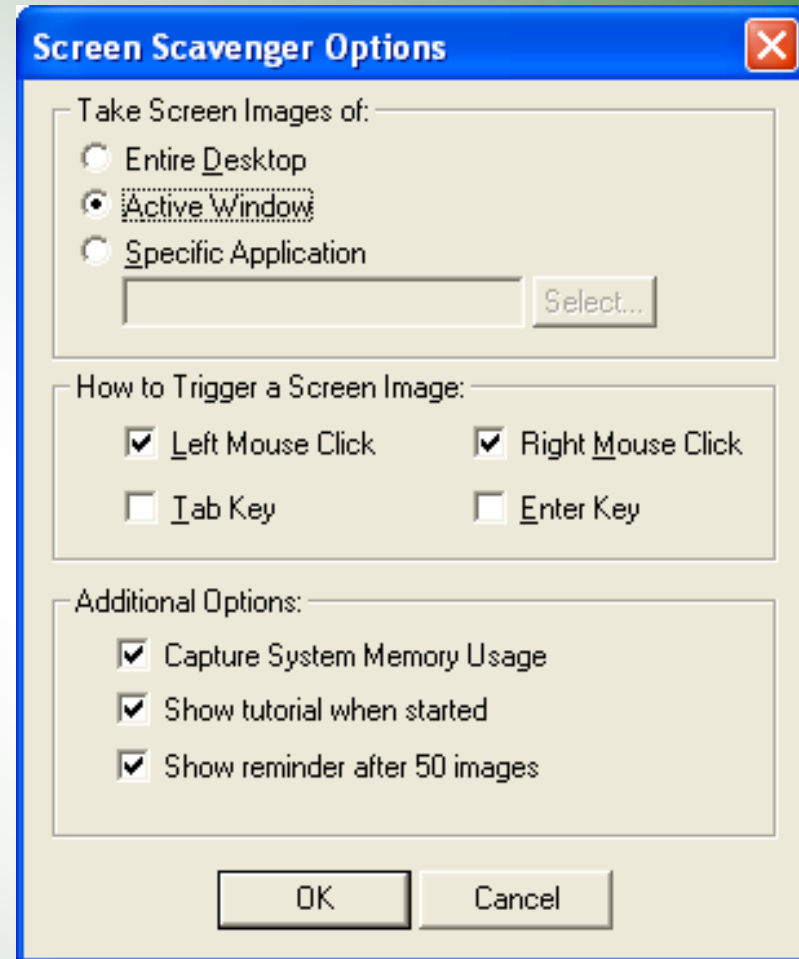 Screen Scavenger Options
Take Screen Images of:
Entire Desktop
Active Window
Specific Application
Select...
How to Trigger a Screen Image:
Left Mouse Click
Right Mouse Click
Tab Key
Enter Key
Additional Options:
Capture System Memory Usage
Show tutorial when started
Show reminder after 50 images
OK
Cancel